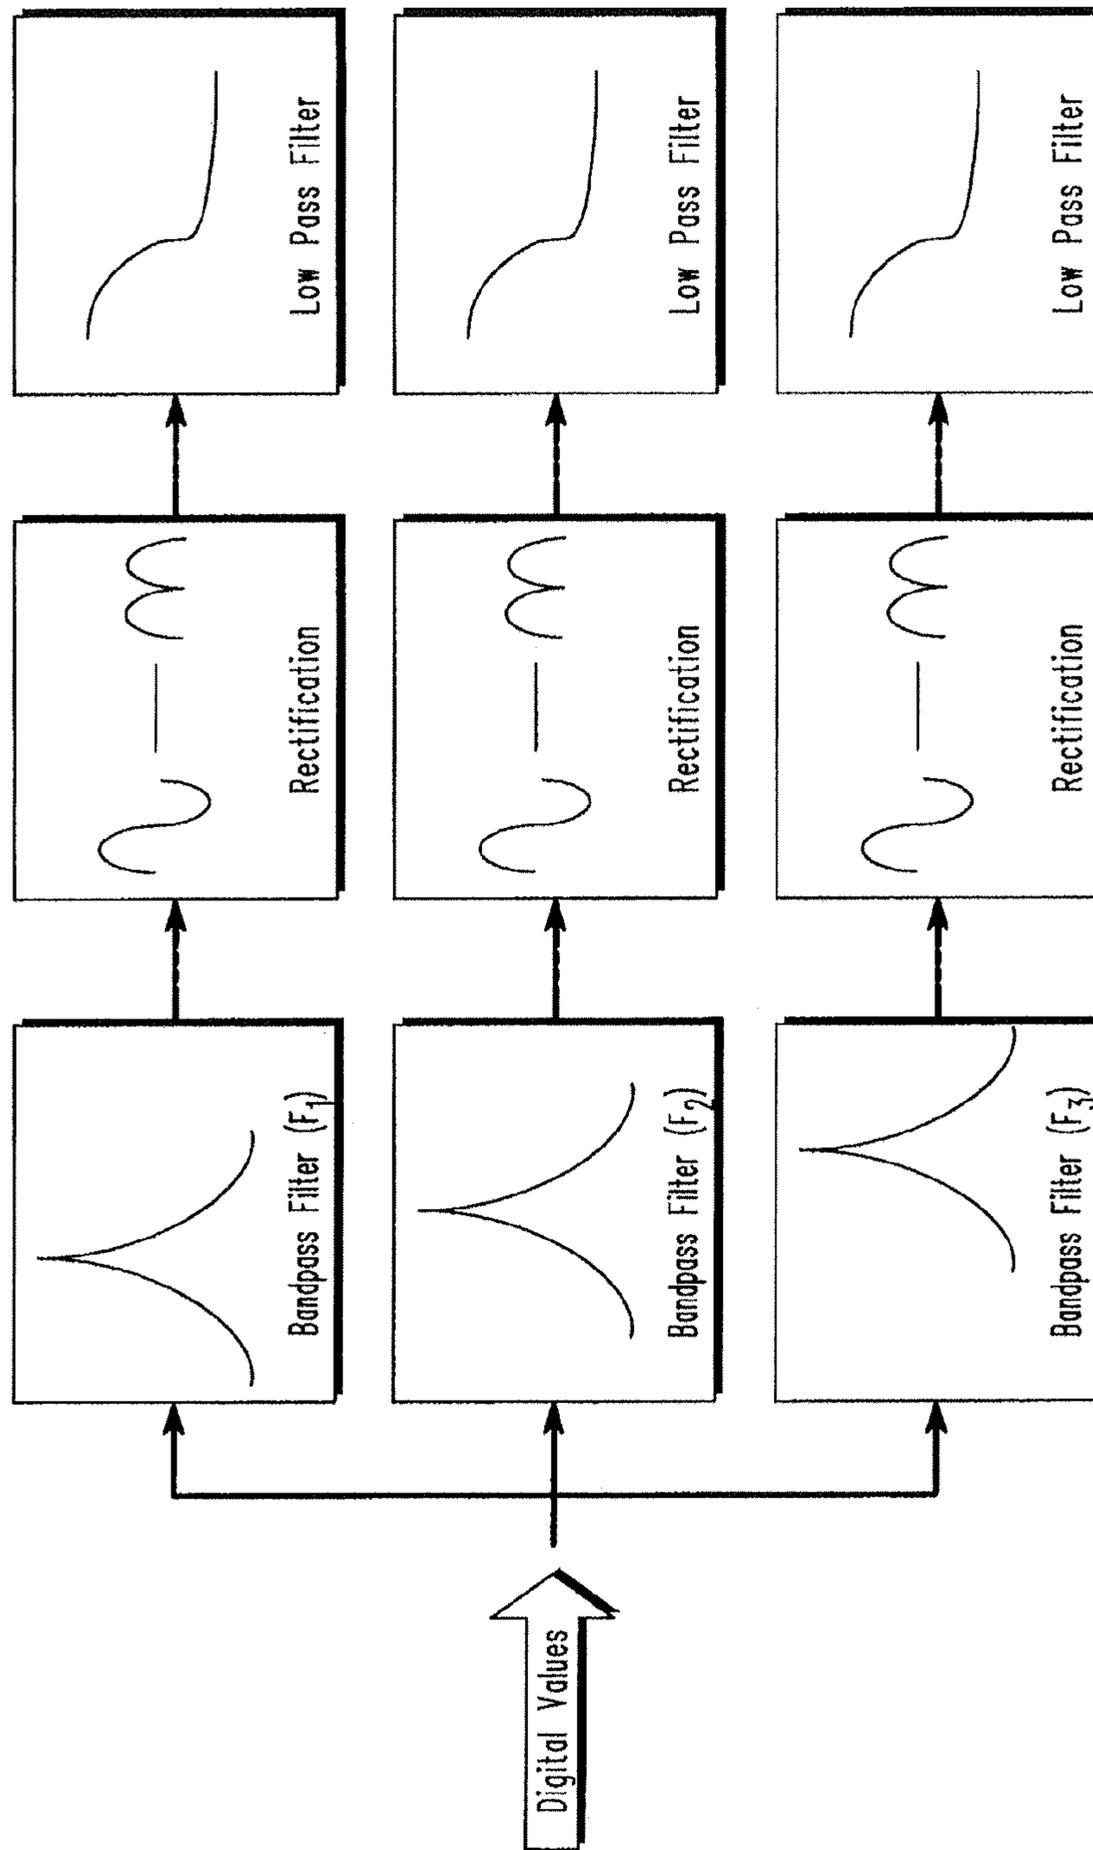 Digital Values
Bandpass Filter (F1)
Rectification
Low Pass Filter
Bandpass Filter (F2)
Rectification
Low Pass Filter
Bandpass Filter (F3)
Rectification
Low Pass Filter